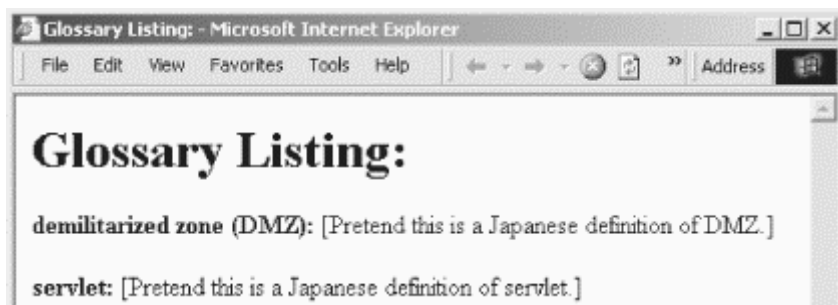 Glossary Listing: - Microsoft Internet Explorer
File Edit View Favorites Tools Help » Address
Glossary Listing:
demilitarized zone (DMZ): [Pretend this is a Japanese definition of DMZ.]
servlet: [Pretend this is a Japanese definition of servlet.]